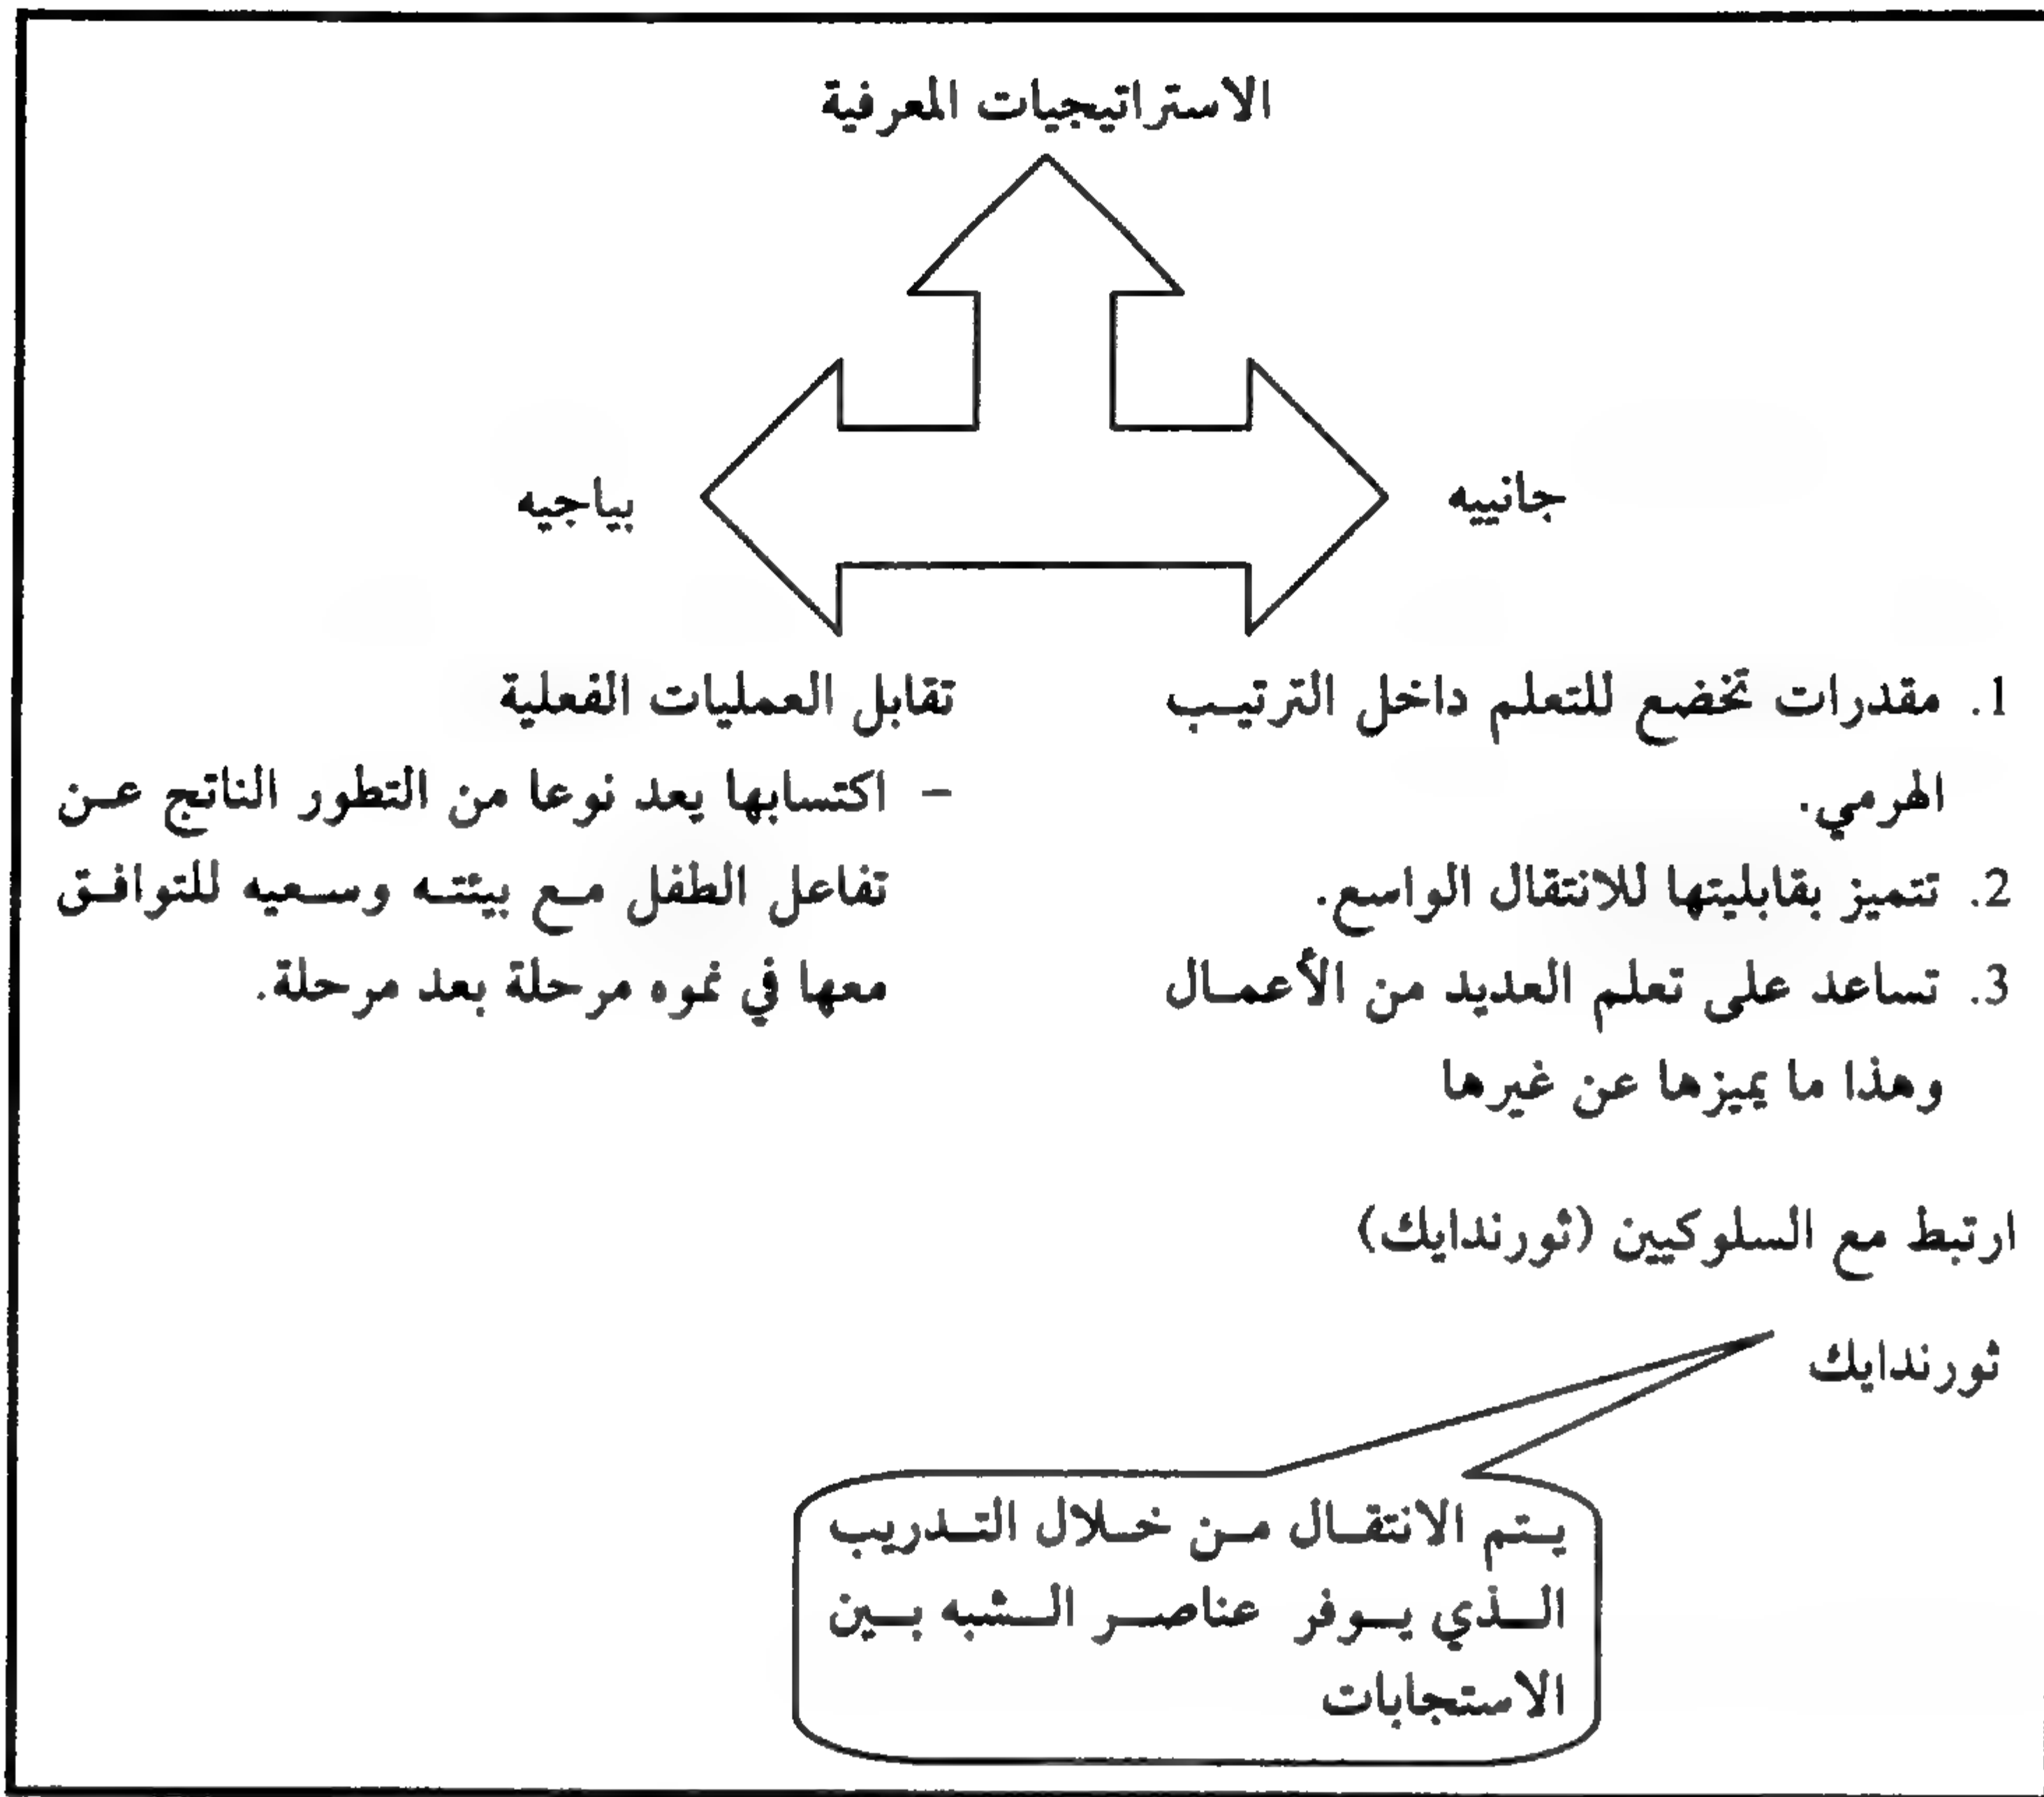 الاستراتيجيات المعرفية
جانييه
بياجيه
1. مقدرات تخضع للتعلم داخل الترتيب
الهرمي.
2. تتميز بقابليتها للانتقال الواسع.
3. تساعد على تعلم العديد من الأعمال
وهذا ما يميزها عن غيرها
تقابل العمليات الفعلية
- اكتسابها يعد نوعا من التطور الناتج عن
تفاعل الطفل مع بيئته وسعيه للتوافق
معها في نموه مرحلة بعد مرحلة.
ارتبط مع السلوكيين (ثورندايك)
ثورندايك
يتم الانتقال من خلال التدريب
الذي يوفر عناصر الشبه بين
الاستجابات